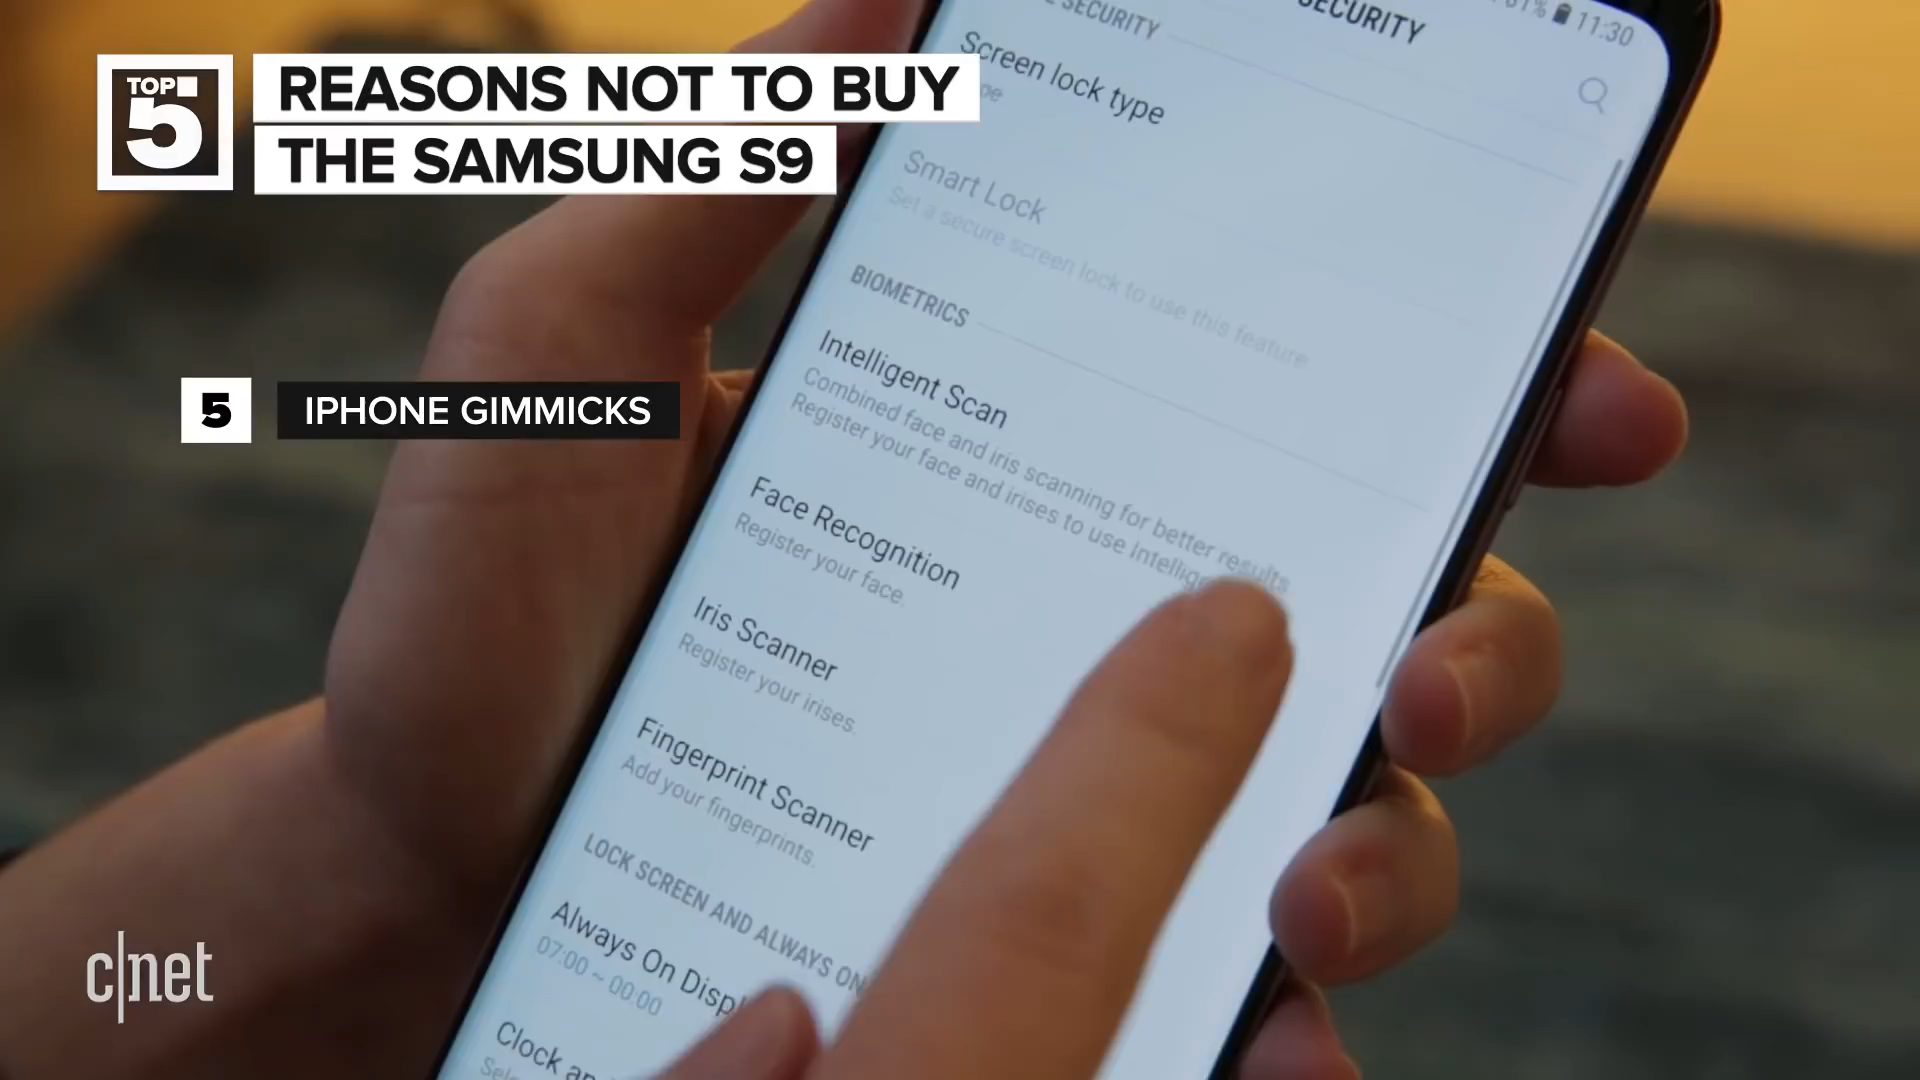 TOP
5
REASONS NOT TO BUY
THE SAMSUNG S9
5
IPHONE GIMMICKS
SECURITY
11:30
SECURITY
Screen lock type
Smart Lock
Set a secure screen lock to use this feature.
BIOMETRICS
Intelligent Scan
Combined face and iris scanning for better results.
Register your face and irises to use
Face Recognition
Register your face.
Iris Scanner
Register your irises.
Fingerprint Scanner
Add your fingerprints.
LOCK SCREEN AND ALWAYS ON
Always On
07:00 ~ 00:00
Clock
c|net